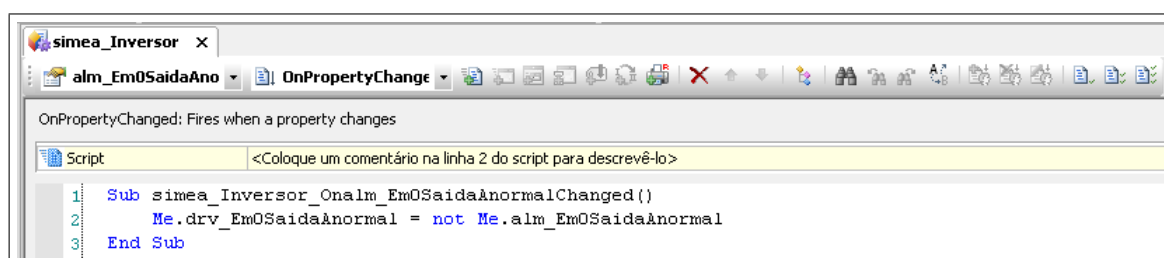 simea_Inversor
alm_Em0SaidaAno OnPropertyChange
OnPropertyChanged: Fires when a property changes
Script <Coloque um comentário na linha 2 do script para descrevê-lo>
1 Sub simea_Inversor_Onalm_Em0SaidaAnormalChanged()
2 Me.drv_Em0SaidaAnormal = not Me.alm_Em0SaidaAnormal
3 End Sub